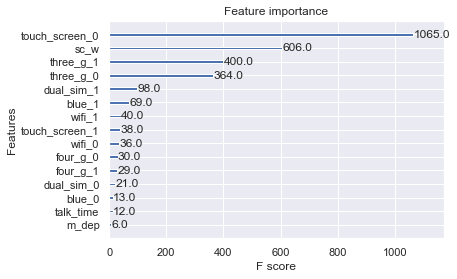 Feature importance
Features
touch_screen_0 1065.0
sc_w 606.0
three_g_1 400.0
three_g_0 364.0
dual_sim_1 98.0
blue_1 69.0
wifi_1 40.0
touch_screen_1 38.0
wifi_0 36.0
four_g_0 30.0
four_g_1 29.0
dual_sim_0 21.0
blue_0 13.0
talk_time 12.0
m_dep 6.0
0 200 400 600 800 1000
F score